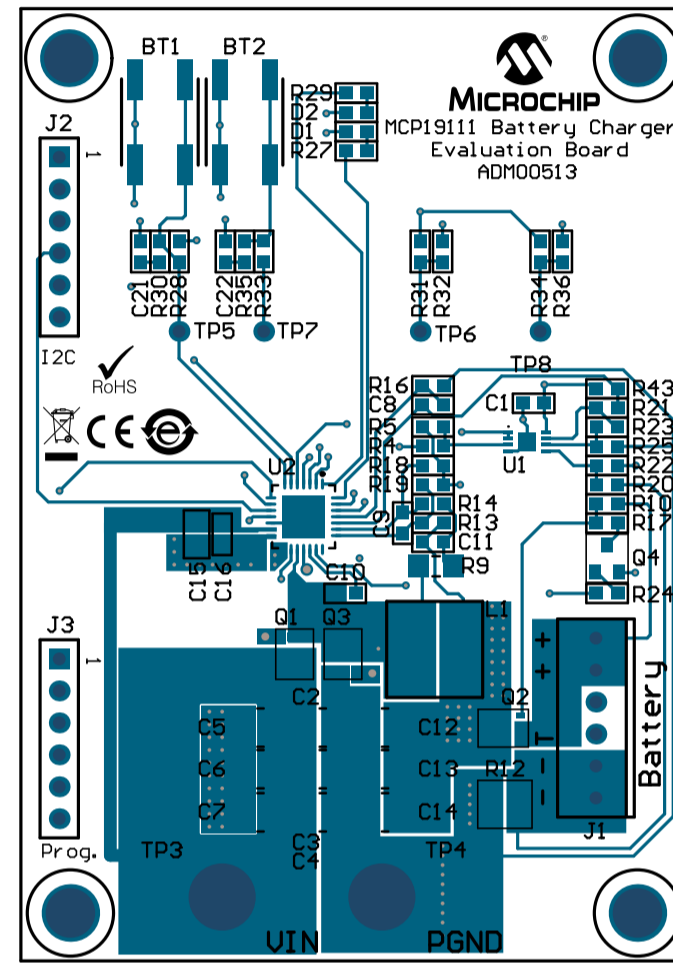 BT1 BT2
®
MICROCHIP
MCP19111 Battery Charger
Evaluation Board
ADM00513
R29
D2
D1
R27
J2
1
I2C
C21
R30
R28
C22
R35
R33
R31
R32
R34
R36
TP5 TP7 TP6
TP8
RoHS
CE
e
U2
R16
C8
R5
R4
R18
R19
R14
R13
C11
R9
C9
C10
C1
U1
R43
R21
R23
R25
R22
R20
R10
R17
Q4
R24
C15
C16
Q1 Q3
L1
J3
1
Prog.
C2
C5
C6
C7
C3
C4
C12
C13
C14
Q2
R12
+
+
T
-
-
Battery
J1
TP3 TP4
VIN PGND